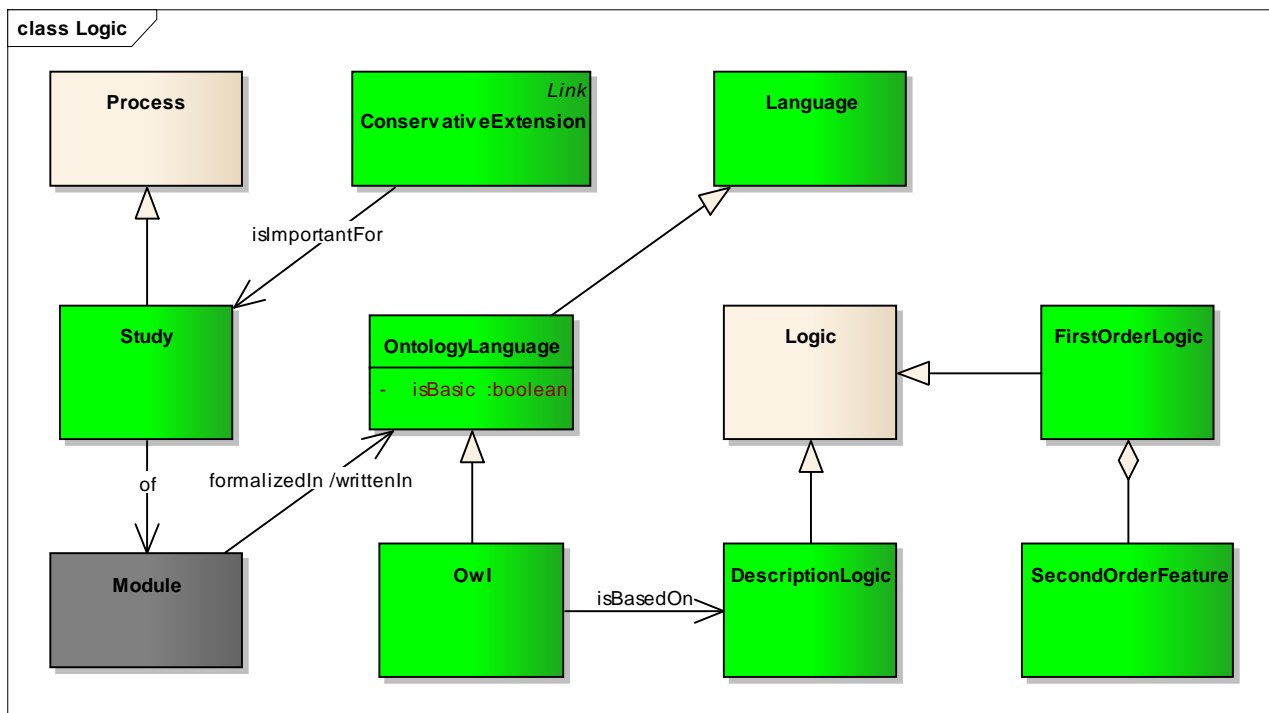 class Logic
Process
Link
ConservativeExtension
Language
isImportantFor
Study
OntologyLanguage
- isBasic :boolean
Logic
FirstOrderLogic
of
formalizedIn /writtenIn
Module
Owl
isBasedOn
DescriptionLogic
SecondOrderFeature